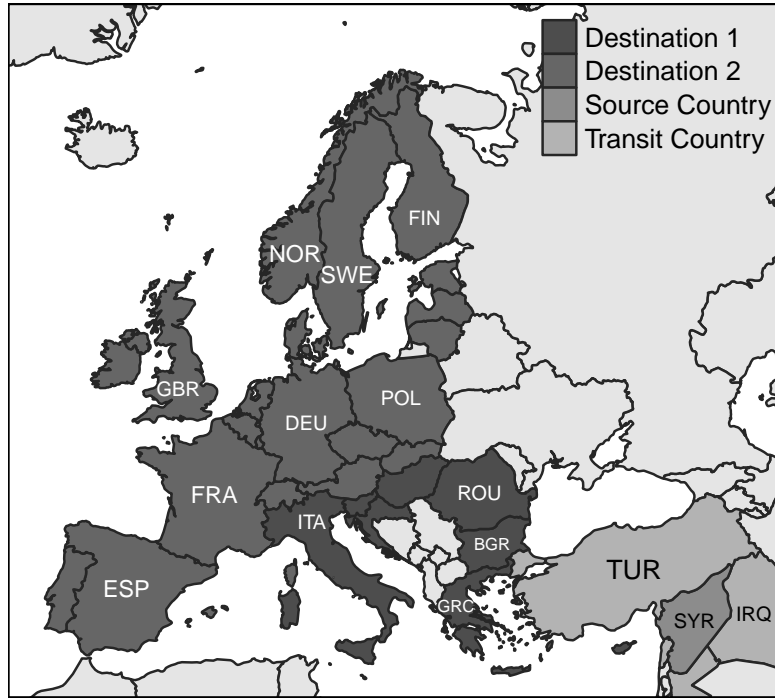 Destination 1
Destination 2
Source Country
Transit Country
FIN
NOR
SWE
GBR
POL
DEU
FRA
ROU
ITA
BGR
TUR
ESP
GRC
SYR
IRQ